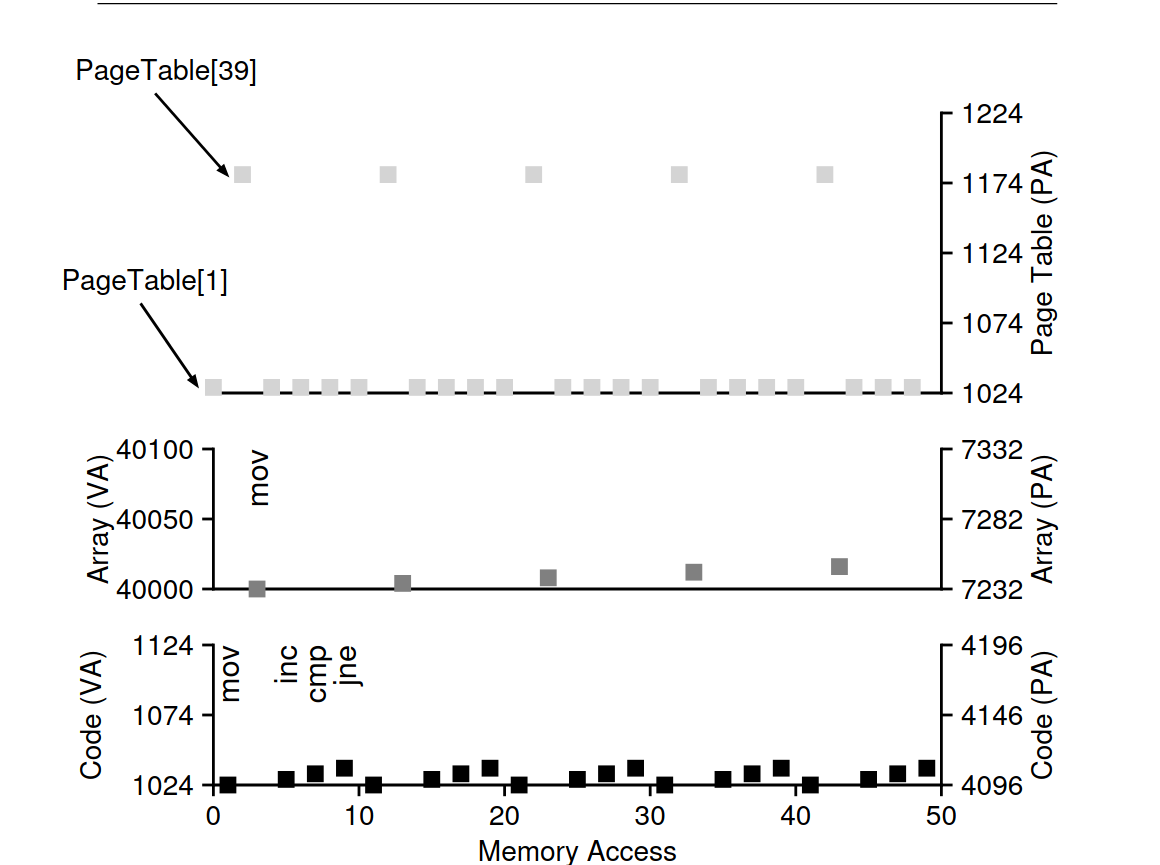 PageTable[39]
1224
1174
1124
1074
1024
Page Table (PA)
PageTable[1]
40100
40050
40000
Array (VA)
mov
7332
7282
7232
Array (PA)
1124
1074
1024
Code (VA)
mov
inc
cmp
jne
4196
4146
4096
Code (PA)
0 10 20 30 40 50
Memory Access